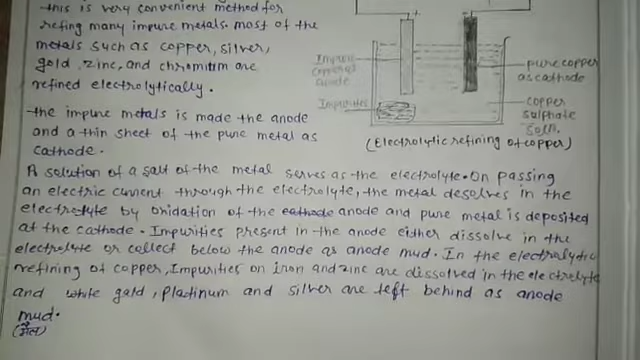 this is very convenient method for
refing many impure metals. most of the
metals such as copper, silver,
gold, zinc, and chromium are
refined electrolytically.
the impure metals is made the anode
and a thin sheet of the pure metal as
cathode.
Impure
anode
Impurities
pure copper
as cathode
copper
sulphate
soln.
(Electrolytic refining of copper)
A solution of a salt of the metal serves as the electrolyte. On passing
an electric current through the electrolyte, the metal desolves in the
electrolyte by oxidation of the cathode anode and pure metal is deposited
at the cathode. Impurities present in the anode either dissolve in the
electrolyte or collect below the anode as anode mud. In the electrolytic
refining of copper, Impurities on iron and zinc are dissolved in the electrolyte
and white gald, platinum and silver are left behind as anode
mud.
(मैल)